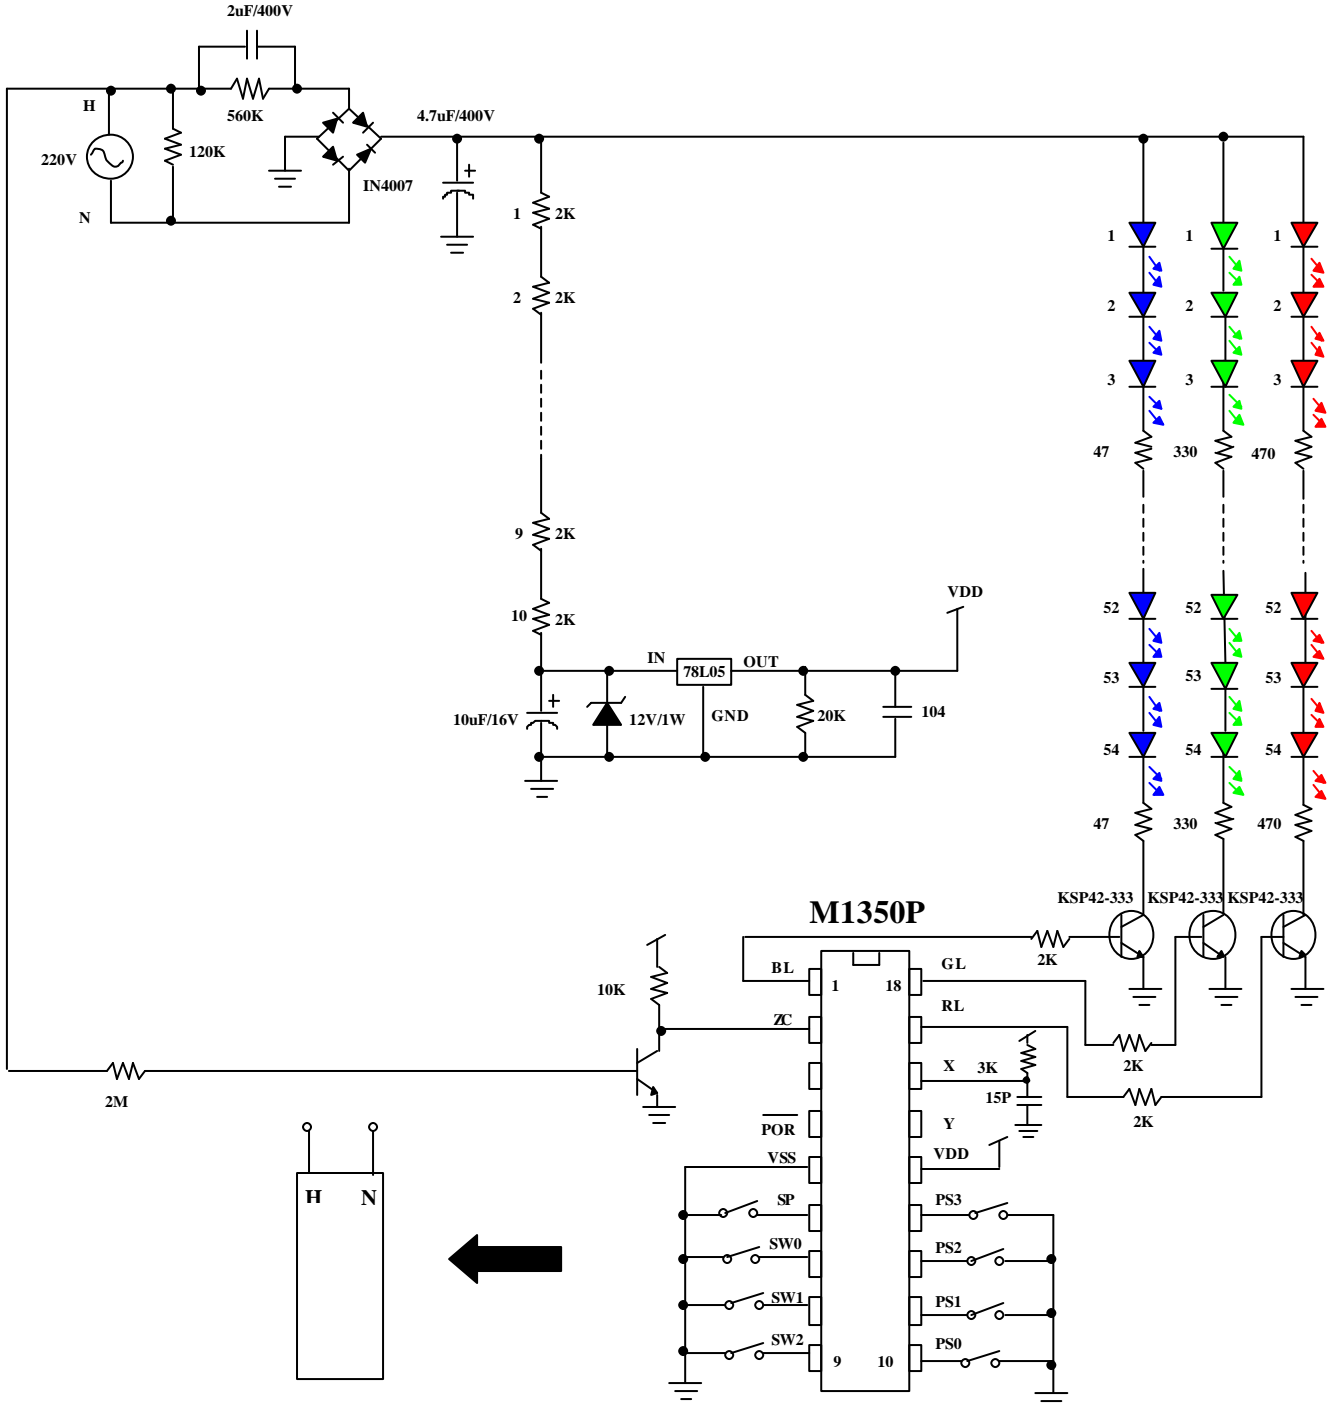 2uF/400V
H
560K
4.7uF/400V
220V
120K
IN4007
N
1 2K
2 2K
9 2K
10 2K
IN 78L05 OUT
VDD
10uF/16V
12V/1W
GND
20K
104
1 1 1
2 2 2
3 3 3
47 330 470
52 52 52
53 53 53
54 54 54
47 330 470
KSP42-333 KSP42-333 KSP42-333
M1350P
2K
BL 1 18 GL
10K
ZC
RL
2K
X 3K
15P
2M
2K
POR
Y
VSS
VDD
H N
SP
PS3
SW0
PS2
SW1
PS1
SW2
PS0
9 10